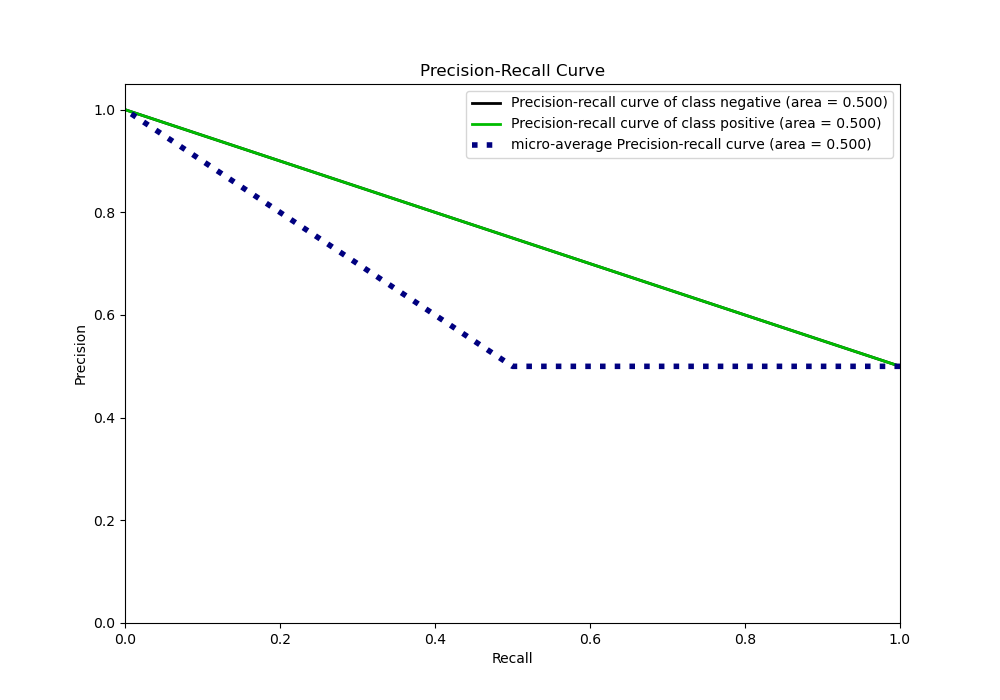 Precision-Recall Curve
Precision-recall curve of class negative (area = 0.500)
Precision-recall curve of class positive (area = 0.500)
micro-average Precision-recall curve (area = 0.500)
1.0
0.8
0.6
0.4
0.2
0.0
Precision
0.0 0.2 0.4 0.6 0.8 1.0
Recall